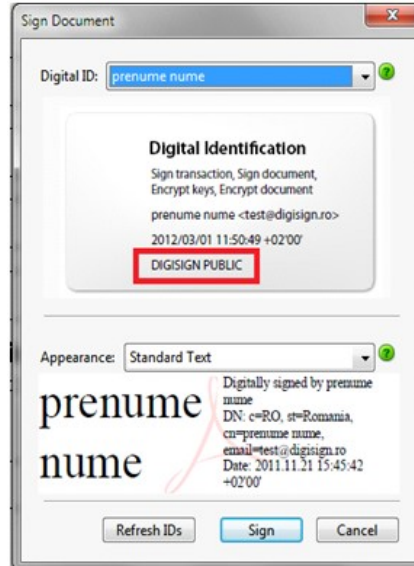 Sign Document
Digital ID: prenume nume
Digital Identification
Sign transaction, Sign document,
Encrypt keys, Encrypt document
prenume nume <test@digisign.ro>
2012/03/01 11:50:49 +02'00'
DIGISIGN PUBLIC
Appearance: Standard Text
prenume
nume
Digitally signed by prenume
nume
DN: c=RO, st=Romania,
cn=prenume nume,
email=test@digisign.ro
Date: 2011.11.21 15:45:42
+02'00'
Refresh IDs Sign Cancel